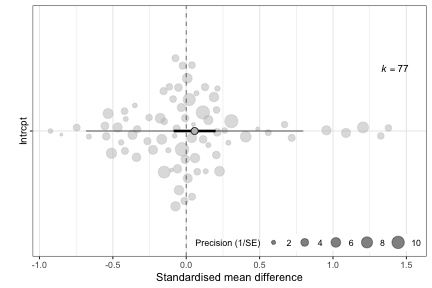 k = 77
Intrcpt
Precision (1/SE) 2 4 6 8 10
-1.0 -0.5 0.0 0.5 1.0 1.5
Standardised mean difference